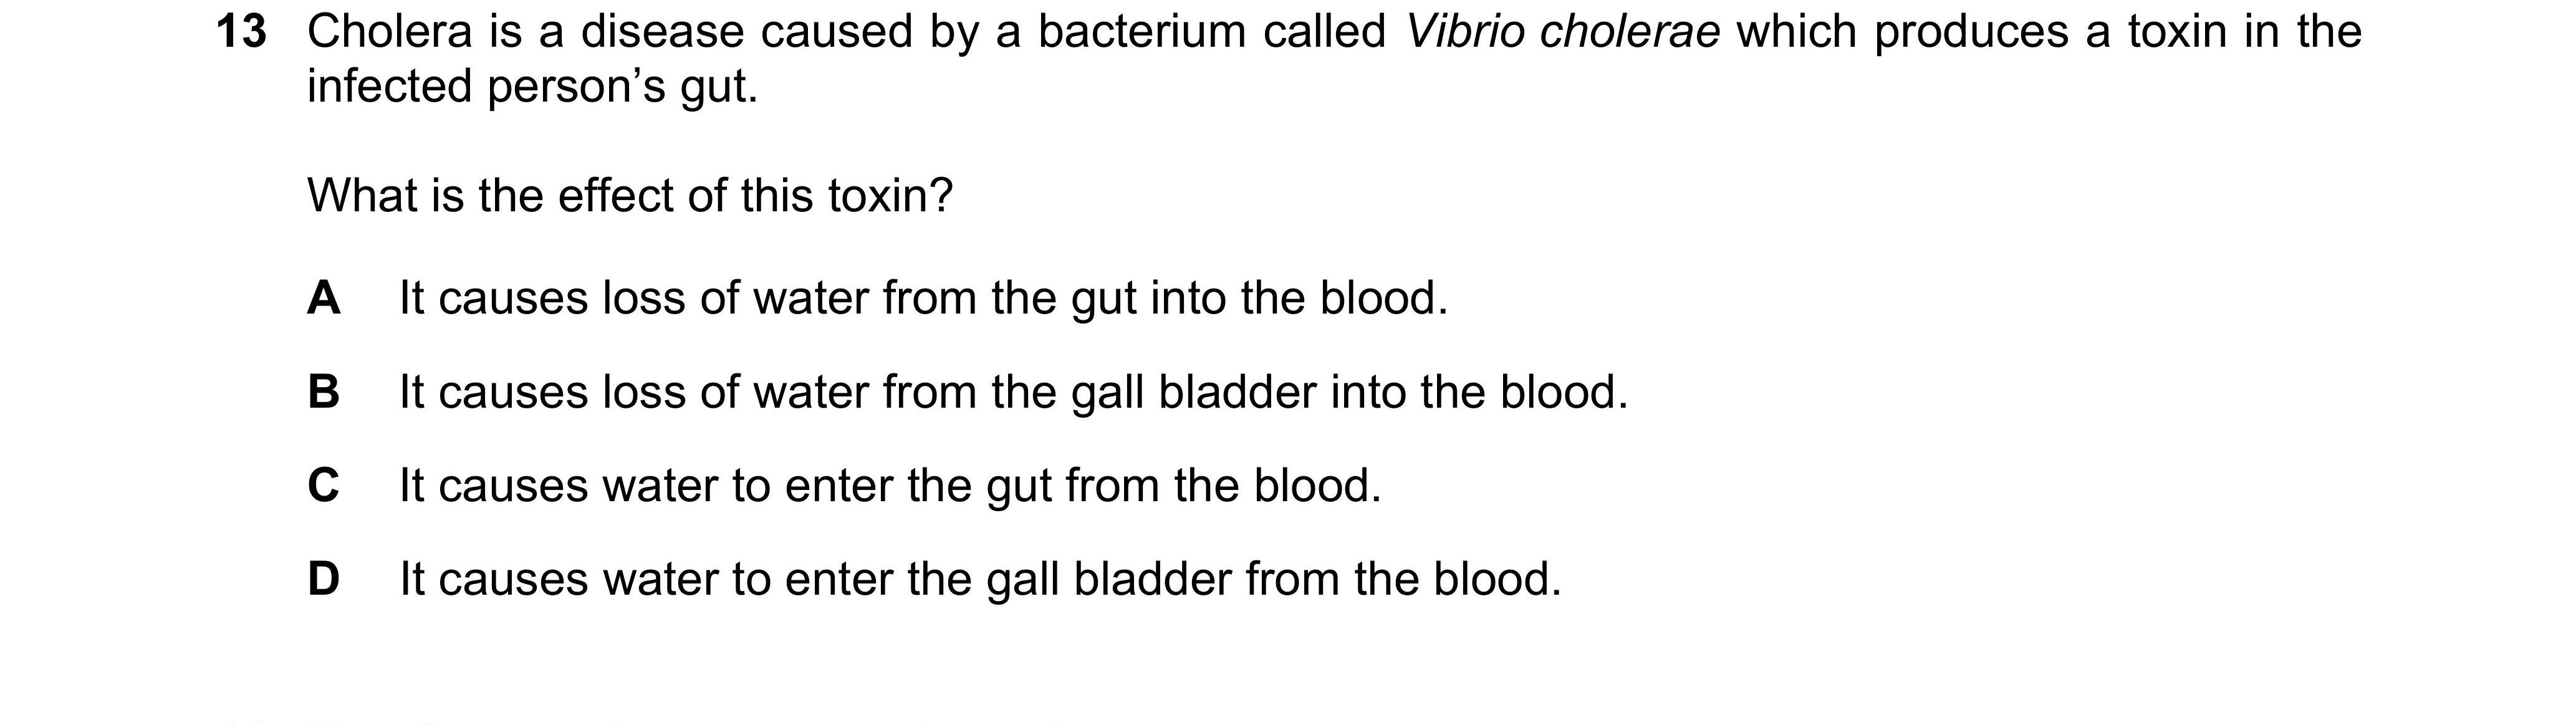 13 Cholera is a disease caused by a bacterium called Vibrio cholerae which produces a toxin in the
infected person’s gut.
What is the effect of this toxin?
A It causes loss of water from the gut into the blood.
B It causes loss of water from the gall bladder into the blood.
C It causes water to enter the gut from the blood.
D It causes water to enter the gall bladder from the blood.